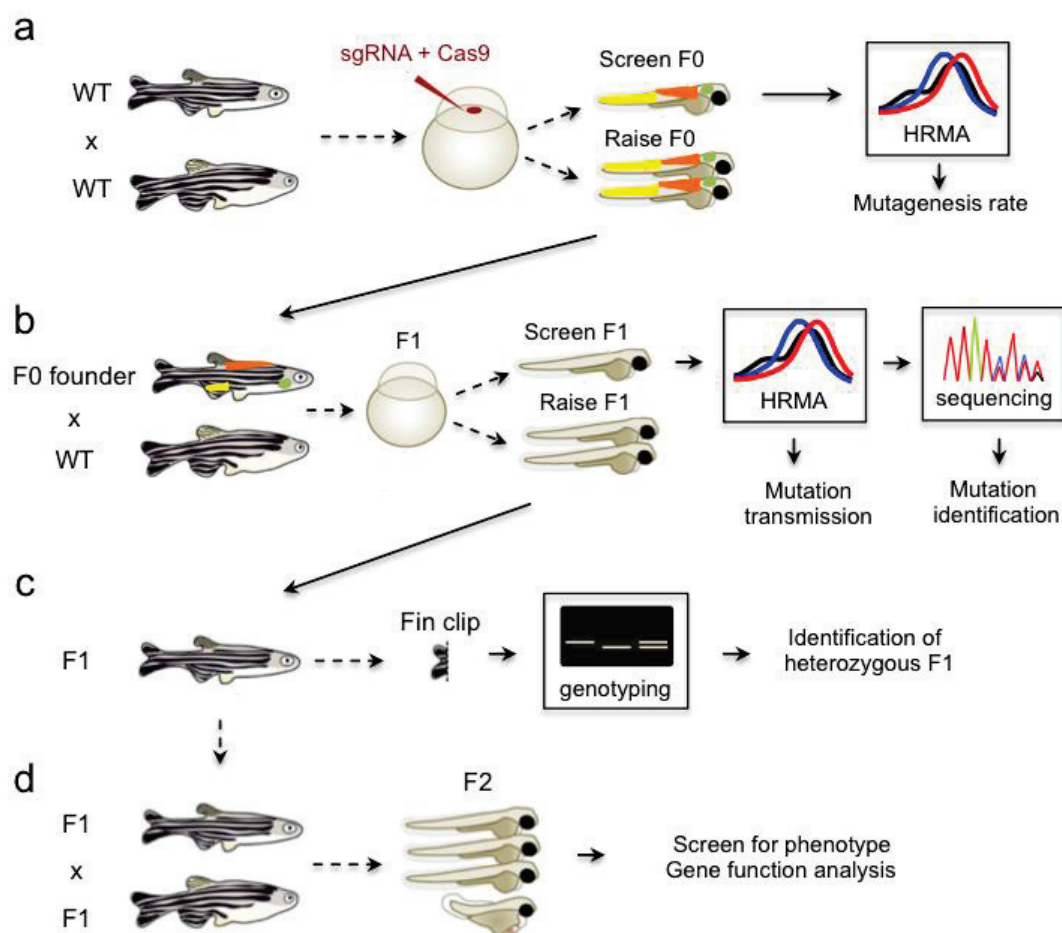 a
sgRNA + Cas9
WT
x
WT
Screen F0
Raise F0
HRMA
Mutagenesis rate
b
F0 founder
x
WT
F1
Screen F1
Raise F1
HRMA
sequencing
Mutation
transmission
Mutation
identification
c
F1
Fin clip
genotyping
Identification of
heterozygous F1
d
F1
x
F1
F2
Screen for phenotype
Gene function analysis